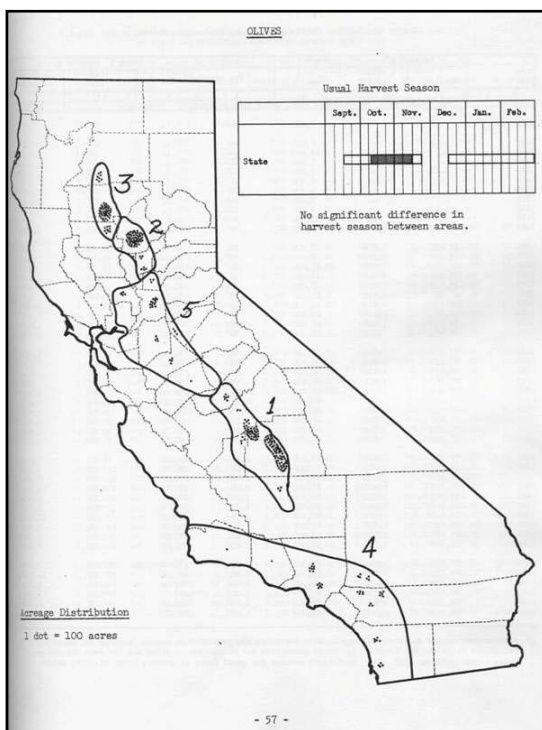 OLIVES
Usual Harvest Season
Sept. Oct. Nov. Dec. Jan. Feb.
State
No significant difference in
harvest season between areas.
3
2
5
1
4
Acreage Distribution
1 dot = 100 acres
- 57 -